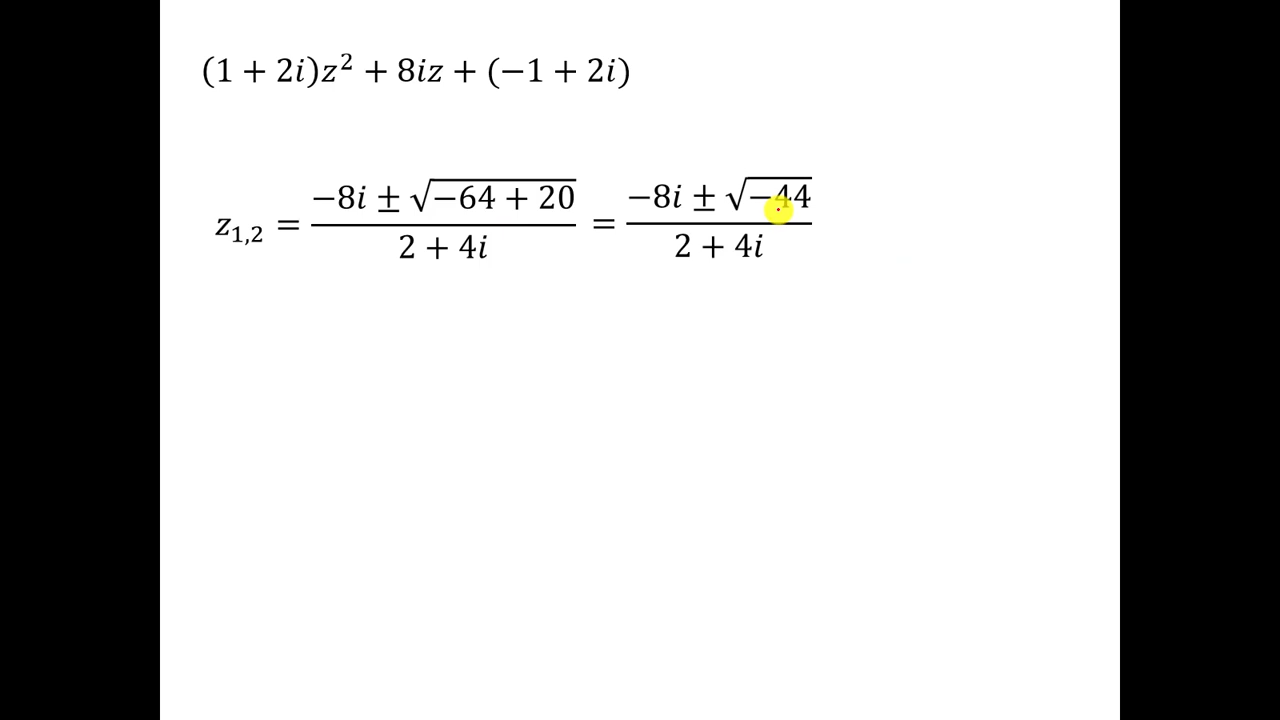 (1 + 2i)z² + 8iz + (−1 + 2i)
z₁,₂ = (−8i ± √(−64 + 20))/(2 + 4i) = (−8i ± √(−44))/(2 + 4i)